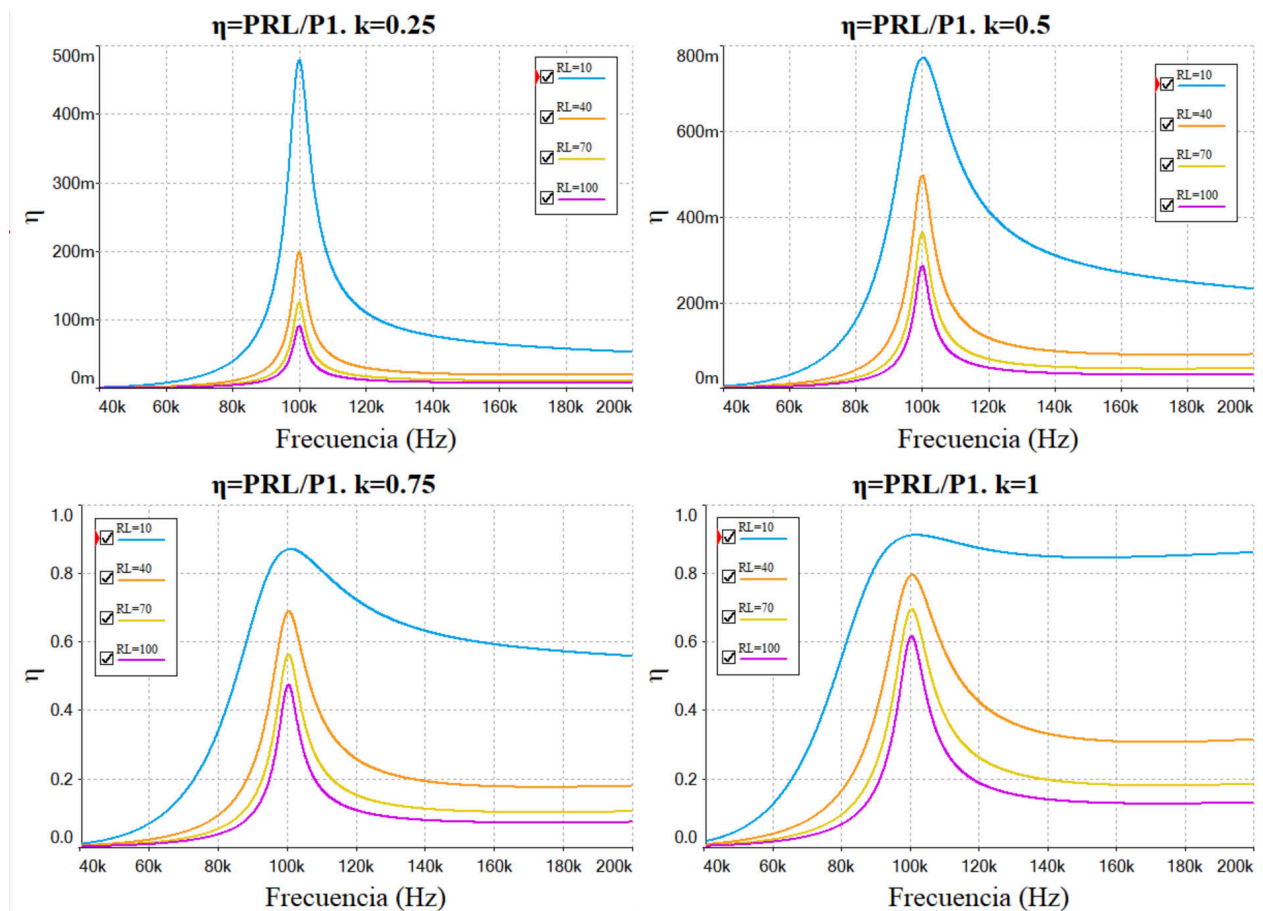 η=PRL/P1. k=0.25
500m
400m
300m
200m
100m
0m
η
RL=10
RL=40
RL=70
RL=100
40k 60k 80k 100k 120k 140k 160k 180k 200k
Frecuencia (Hz)
η=PRL/P1. k=0.5
800m
600m
400m
200m
0m
η
RL=10
RL=40
RL=70
RL=100
40k 60k 80k 100k 120k 140k 160k 180k 200k
Frecuencia (Hz)
η=PRL/P1. k=0.75
1.0
0.8
0.6
0.4
0.2
0.0
η
RL=10
RL=40
RL=70
RL=100
40k 60k 80k 100k 120k 140k 160k 180k 200k
Frecuencia (Hz)
η=PRL/P1. k=1
1.0
0.8
0.6
0.4
0.2
0.0
η
RL=10
RL=40
RL=70
RL=100
40k 60k 80k 100k 120k 140k 160k 180k 200k
Frecuencia (Hz)